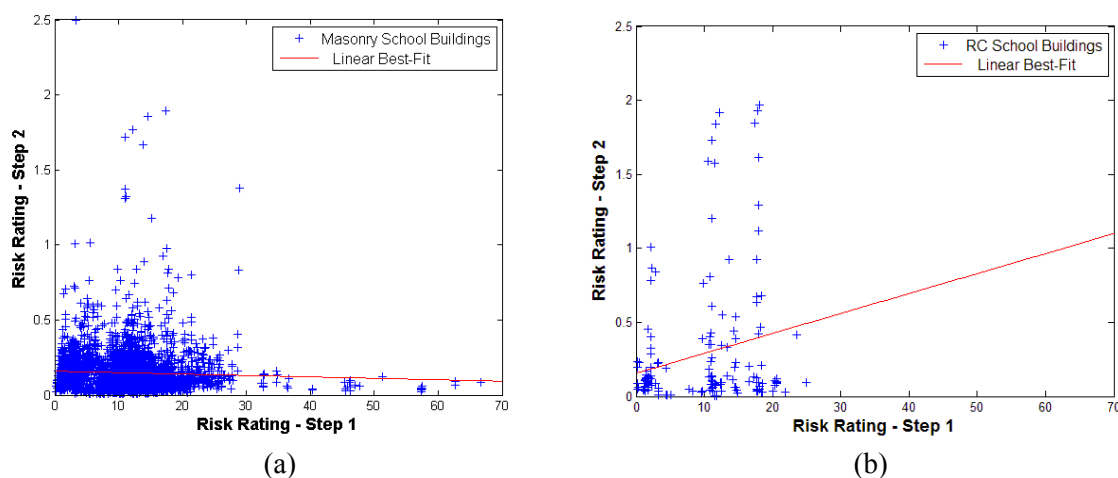 2.5
2
1.5
1
0.5
0
0 10 20 30 40 50 60 70
Risk Rating - Step 2
Risk Rating - Step 1
Masonry School Buildings
Linear Best-Fit
(a)
2.5
2
1.5
1
0.5
0
0 10 20 30 40 50 60 70
Risk Rating - Step 2
Risk Rating - Step 1
RC School Buildings
Linear Best-Fit
(b)